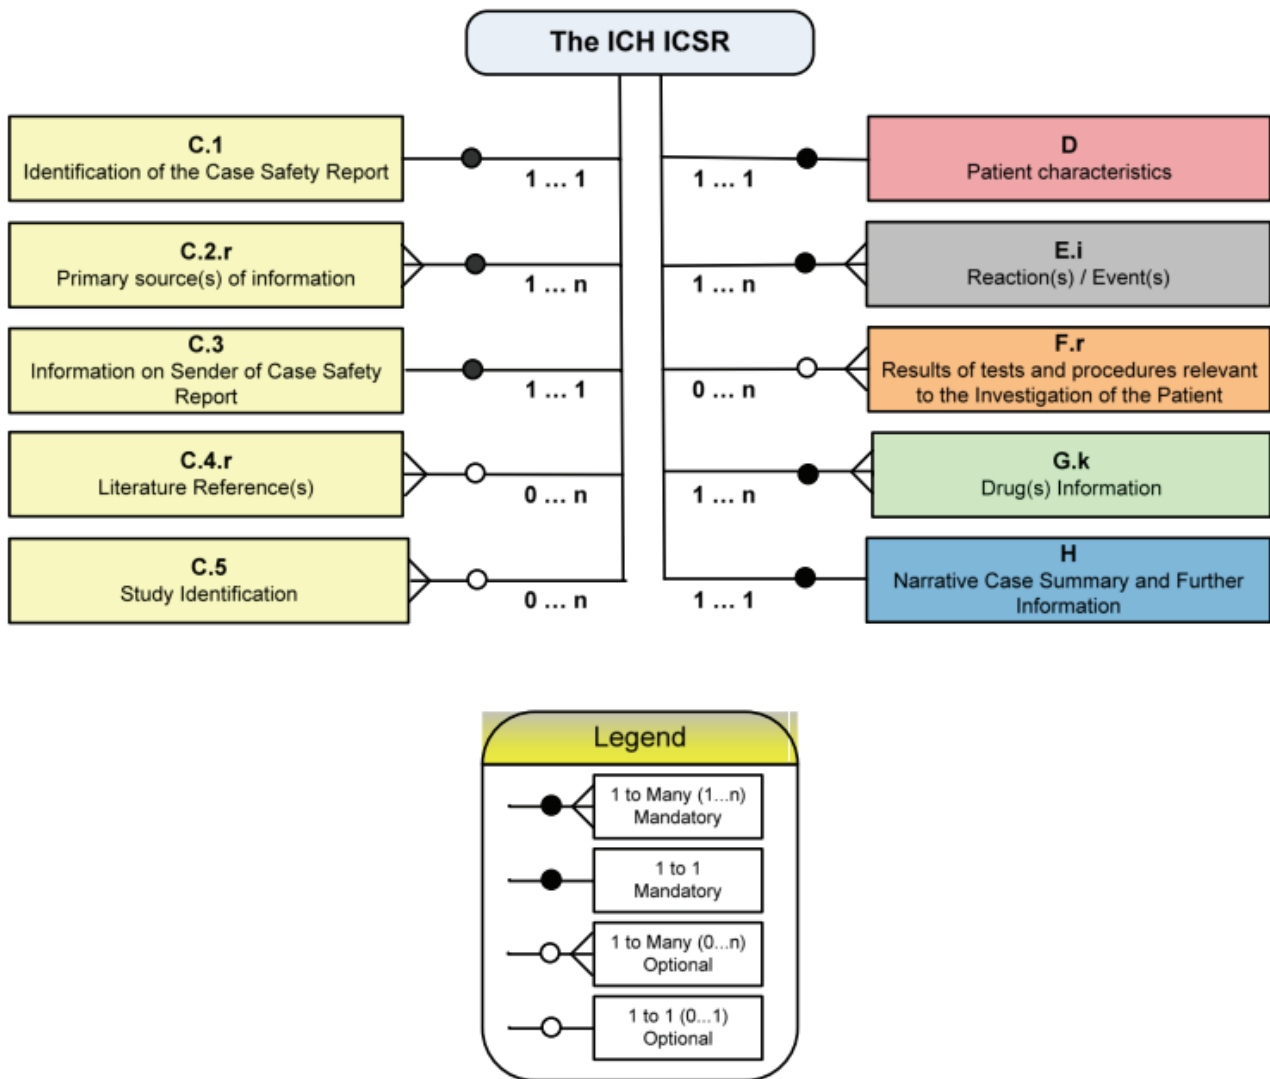 The ICH ICSR
C.1
Identification of the Case Safety Report
1 ... 1
C.2.r
Primary source(s) of information
1 ... n
C.3
Information on Sender of Case Safety
Report
1 ... 1
C.4.r
Literature Reference(s)
0 ... n
C.5
Study Identification
0 ... n
D
Patient characteristics
1 ... 1
E.i
Reaction(s) / Event(s)
1 ... n
F.r
Results of tests and procedures relevant
to the Investigation of the Patient
0 ... n
G.k
Drug(s) Information
1 ... n
H
Narrative Case Summary and Further
Information
1 ... 1
Legend
1 to Many (1...n)
Mandatory
1 to 1
Mandatory
1 to Many (0...n)
Optional
1 to 1 (0...1)
Optional